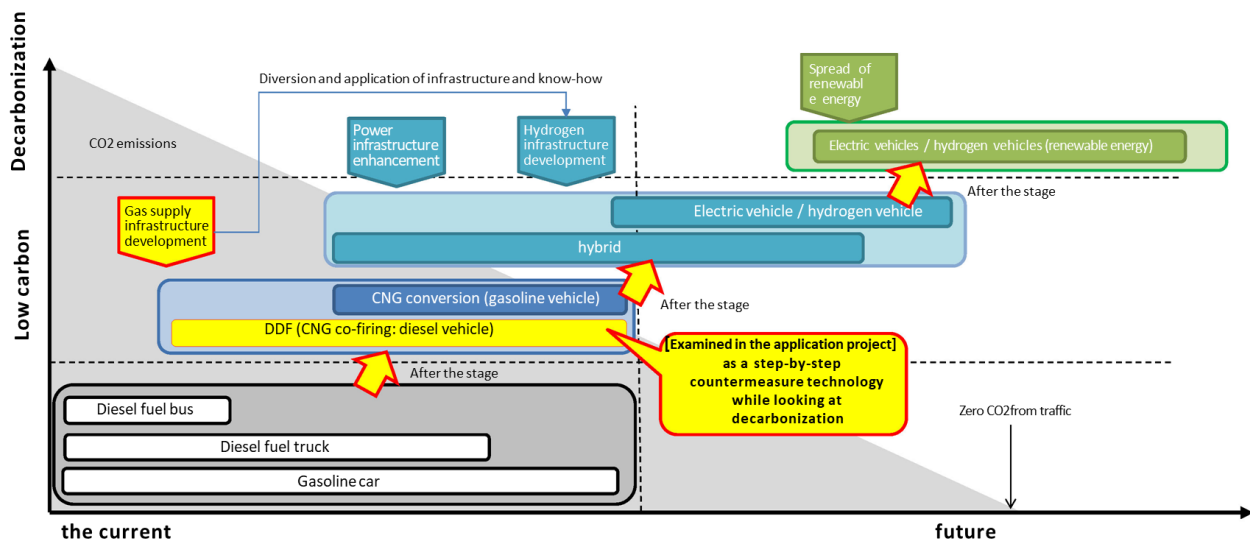 Decarbonization
Low carbon
Diversion and application of infrastructure and know-how
CO2 emissions
Power
infrastructure
enhancement
Hydrogen
infrastructure
development
Spread of
renewabl
e energy
Electric vehicles / hydrogen vehicles (renewable energy)
After the stage
Gas supply
infrastructure
development
Electric vehicle / hydrogen vehicle
hybrid
CNG conversion (gasoline vehicle)
After the stage
DDF (CNG co-firing: diesel vehicle)
[Examined in the application project]
as a step-by-step
countermeasure technology
while looking at
decarbonization
After the stage
Diesel fuel bus
Diesel fuel truck
Gasoline car
Zero CO2from traffic
the current
future